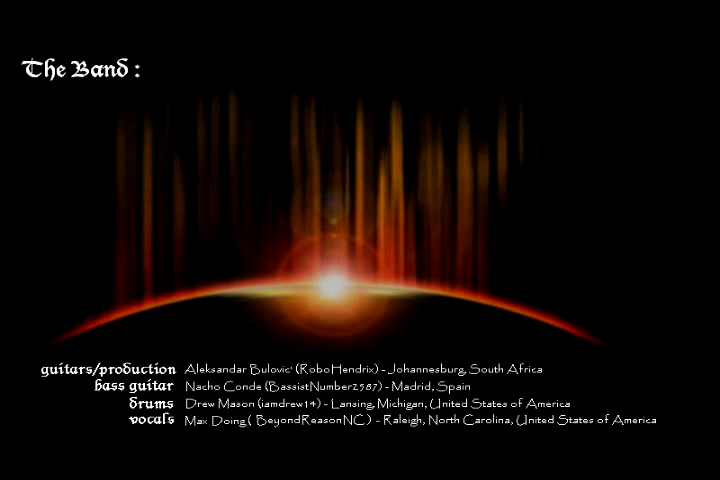 The Band :
guitars/production Aleksandar Bulovic' (RoboHendrix) - Johannesburg, South Africa
bass guitar Nacho Conde (BassistNumber2987) - Madrid, Spain
drums Drew Mason (iamdrew14) - Lansing, Michigan, United States of America
vocals Max Doing ( BeyondReasonNC ) - Raleigh, North Carolina, United States of America